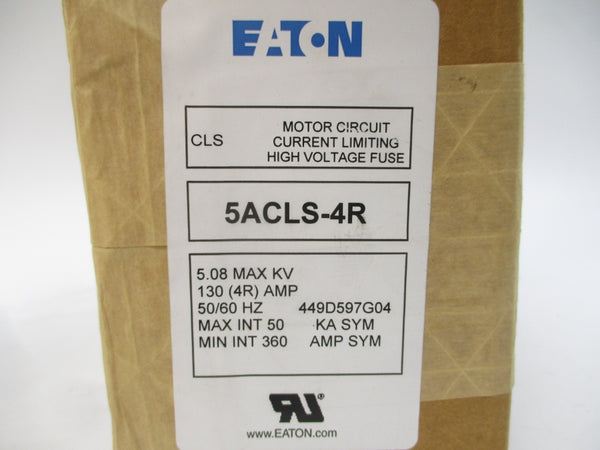 EATON
CLS
MOTOR CIRCUIT
CURRENT LIMITING
HIGH VOLTAGE FUSE
5ACLS-4R
5.08 MAX KV
130 (4R) AMP
50/60 HZ 449D597G04
MAX INT 50 KA SYM
MIN INT 360 AMP SYM
RU®
www.EATON.com